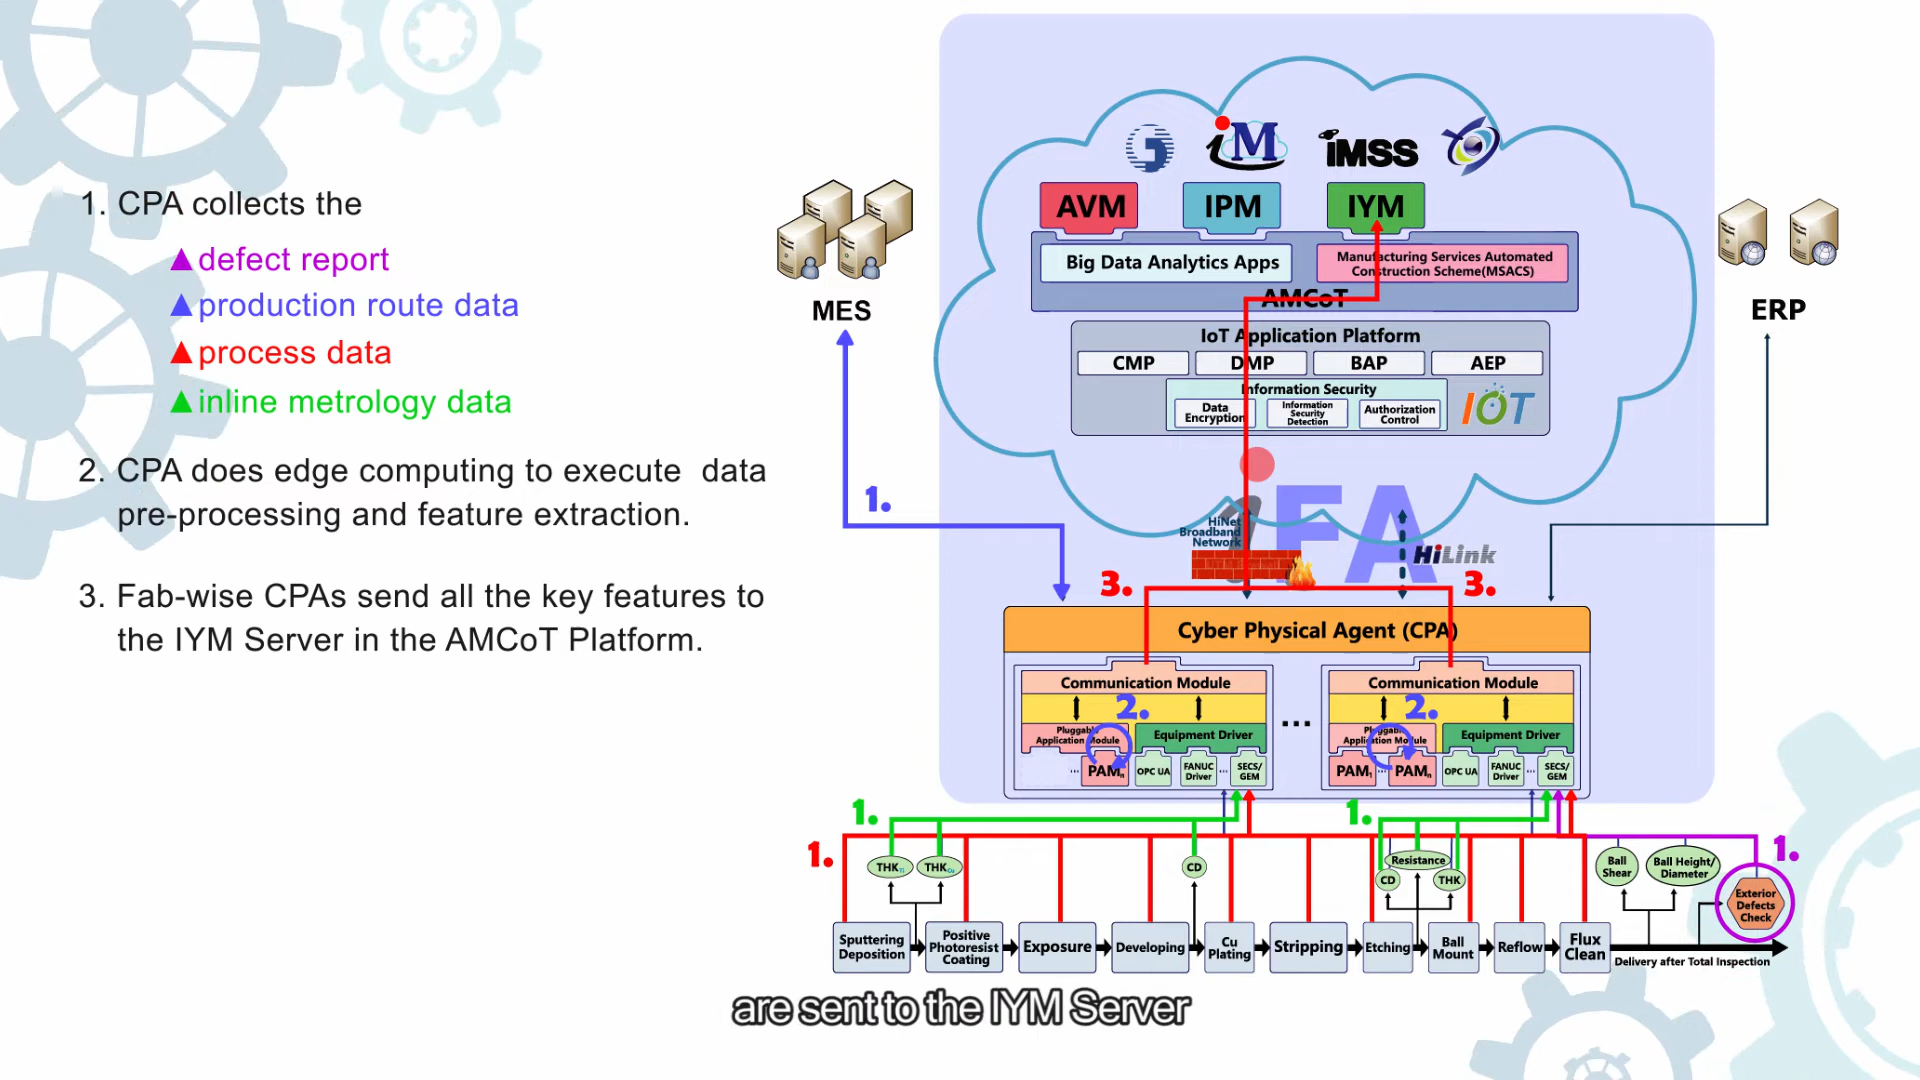 1. CPA collects the
▲defect report
▲production route data
▲process data
▲inline metrology data
2. CPA does edge computing to execute data
pre-processing and feature extraction.
3. Fab-wise CPAs send all the key features to
the IYM Server in the AMCoT Platform.
iM
iMSS
AVM
IPM
IYM
Big Data Analytics Apps
Manufacturing Services Automated
Construction Scheme(MSACS)
AMCoT
MES
ERP
IoT Application Platform
CMP
DMP
BAP
AEP
Information Security
Data
Encryption
Information
Security
Detection
Authorization
Control
IOT
1.
iFA
HiNet
Broadband
Network
HiLink
3.
3.
Cyber Physical Agent (CPA)
Communication Module
2.
Pluggable
Application Module
Equipment Driver
... PAMn
OPC UA
FANUC
Driver
...
SECS/
GEM
...
Communication Module
2.
Pluggable
Application Module
Equipment Driver
PAM1 ... PAMn
OPC UA
FANUC
Driver
...
SECS/
GEM
1.
1.
1.
1.
THKTi
THKCu
CD
CD
Resistance
THK
Ball
Shear
Ball Height/
Diameter
Exterior
Defects
Check
Sputtering
Deposition
Positive
Photoresist
Coating
Exposure
Developing
Cu
Plating
Stripping
Etching
Ball
Mount
Reflow
Flux
Clean
Delivery after Total Inspection
are sent to the IYM Server